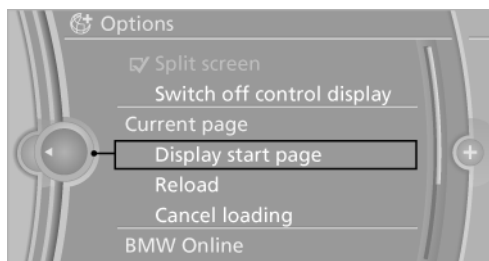 Options
Split screen
Switch off control display
Current page
Display start page
Reload
Cancel loading
BMW Online